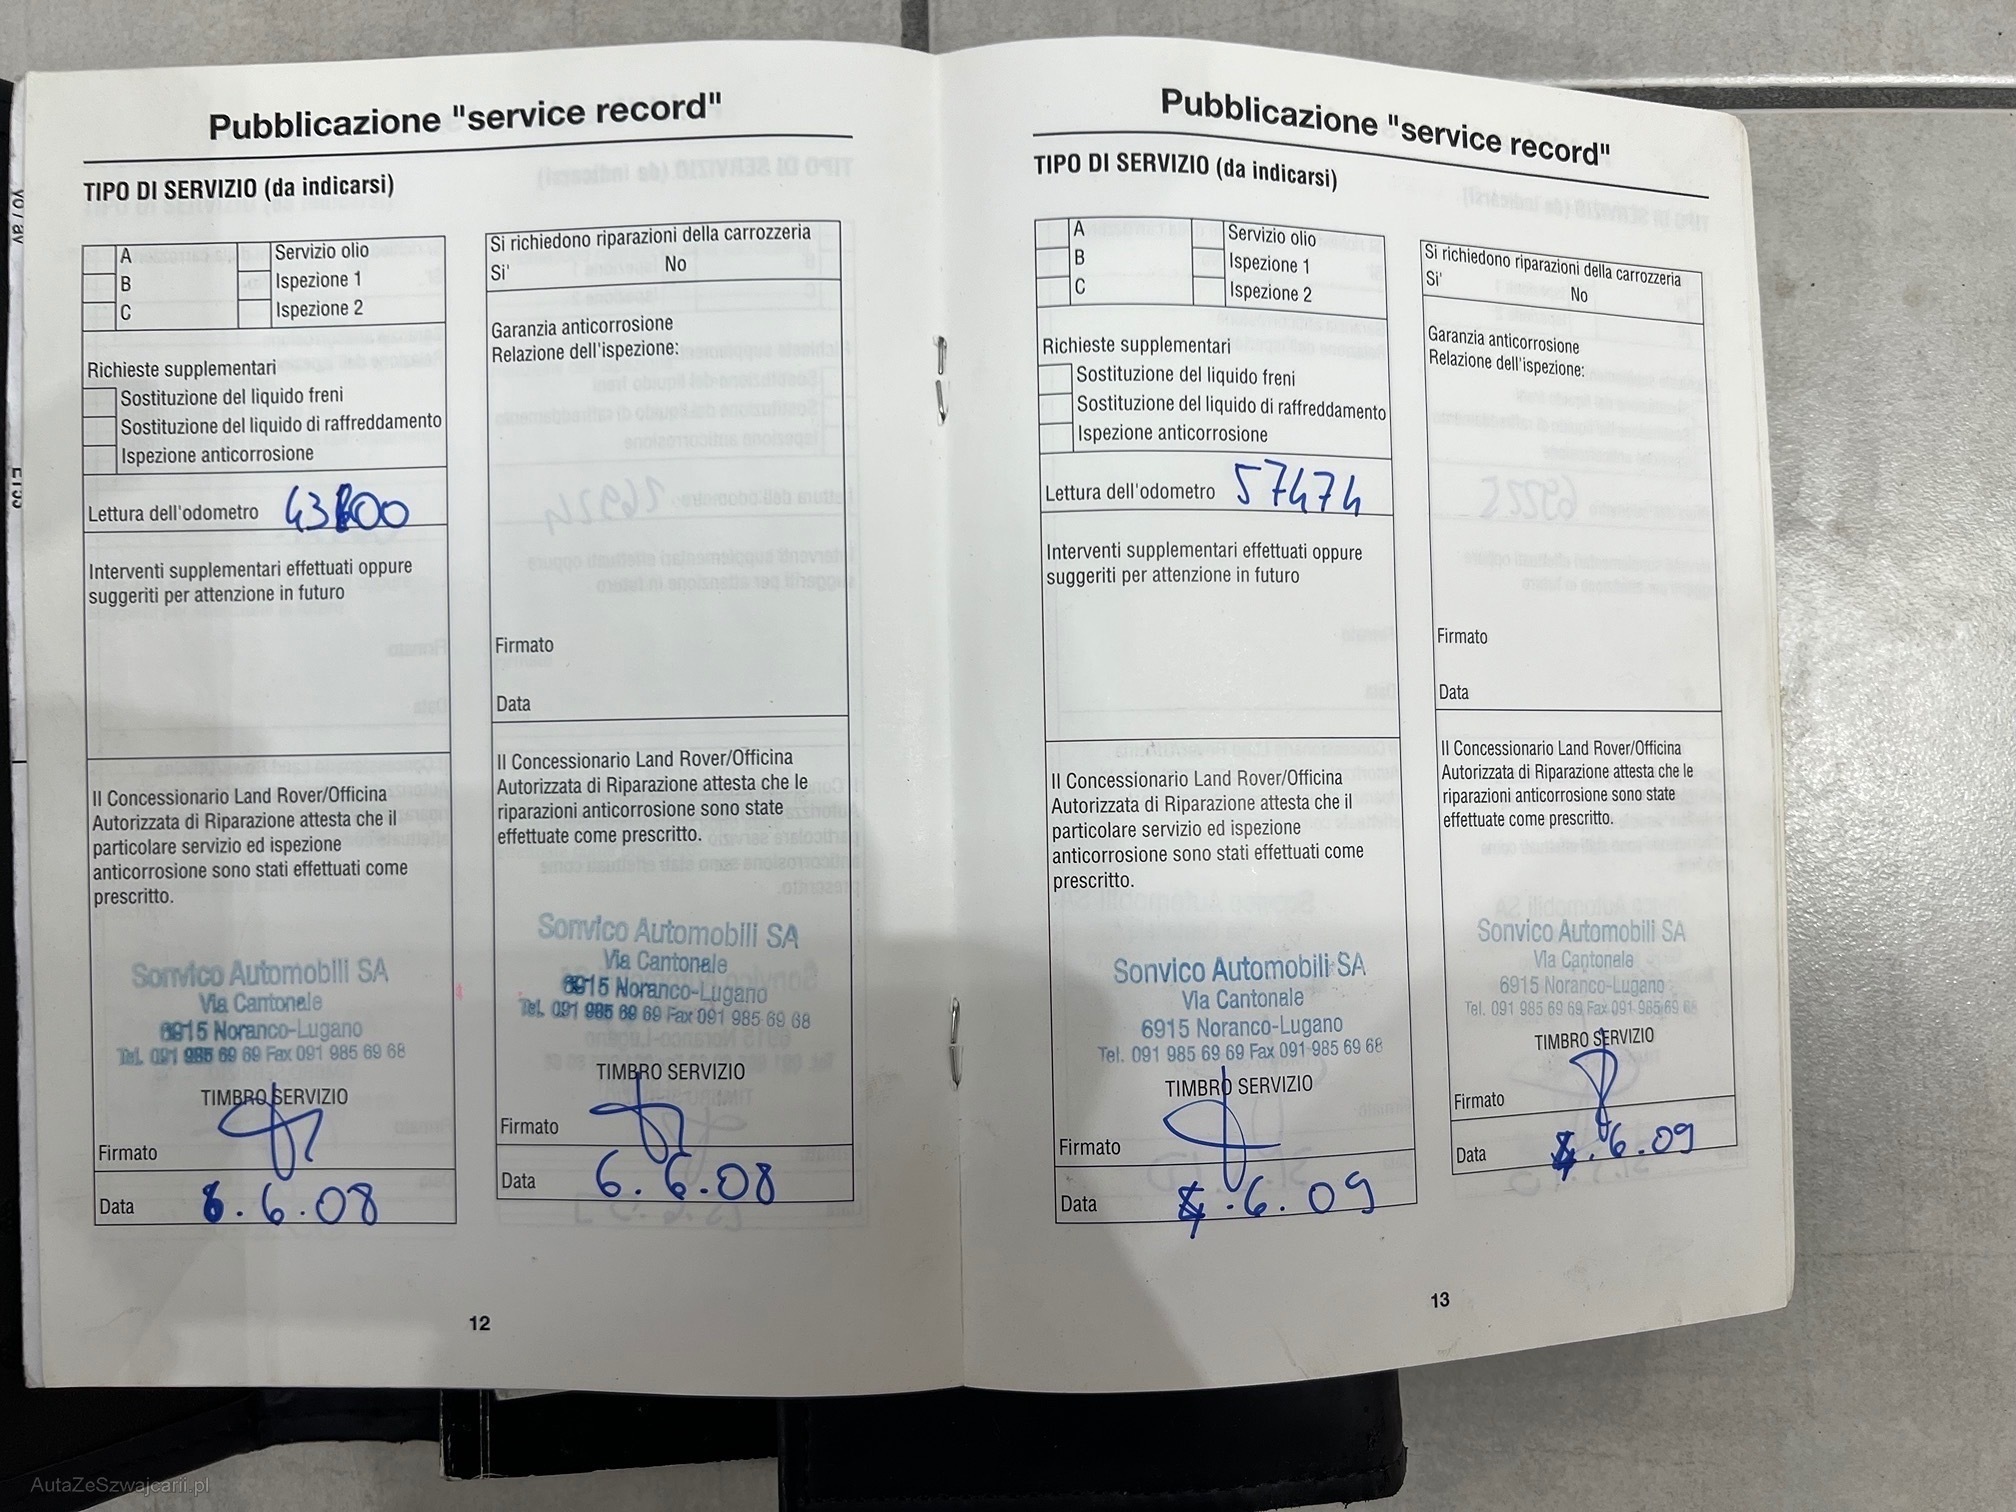 Pubblicazione "service record"
TIPO DI SERVIZIO (da indicarsi)
A
B
C
Servizio olio
Ispezione 1
Ispezione 2
Richieste supplementari
Sostituzione del liquido freni
Sostituzione del liquido di raffreddamento
Ispezione anticorrosione
Lettura dell'odometro
Interventi supplementari effettuati oppure
suggeriti per attenzione in futuro
Il Concessionario Land Rover/Officina
Autorizzata di Riparazione attesta che il
particolare servizio ed ispezione
anticorrosione sono stati effettuati come
prescritto.
Sonvico Automobili SA
Via Cantonale
6915 Noranco-Lugano
Tel. 091 985 69 69 Fax 091 985 69 68
TIMBRO SERVIZIO
Firmato
Data 6.6.08
Si richiedono riparazioni della carrozzeria
Si' No
Garanzia anticorrosione
Relazione dell'ispezione:
Firmato
Data
Il Concessionario Land Rover/Officina
Autorizzata di Riparazione attesta che le
riparazioni anticorrosione sono state
effettuate come prescritto.
Sonvico Automobili SA
Via Cantonale
6915 Noranco-Lugano
Tel. 091 985 69 69 Fax 091 985 69 68
TIMBRO SERVIZIO
Firmato
Data 6.6.08
12
Pubblicazione "service record"
TIPO DI SERVIZIO (da indicarsi)
A
B
C
Servizio olio
Ispezione 1
Ispezione 2
Richieste supplementari
Sostituzione del liquido freni
Sostituzione del liquido di raffreddamento
Ispezione anticorrosione
Lettura dell'odometro 57474
Interventi supplementari effettuati oppure
suggeriti per attenzione in futuro
Il Concessionario Land Rover/Officina
Autorizzata di Riparazione attesta che il
particolare servizio ed ispezione
anticorrosione sono stati effettuati come
prescritto.
Sonvico Automobili SA
Via Cantonale
6915 Noranco-Lugano
Tel. 091 985 69 69 Fax 091 985 69 68
TIMBRO SERVIZIO
Firmato
Data
Si richiedono riparazioni della carrozzeria
Si' No
Garanzia anticorrosione
Relazione dell'ispezione:
Firmato
Data
Il Concessionario Land Rover/Officina
Autorizzata di Riparazione attesta che le
riparazioni anticorrosione sono state
effettuate come prescritto.
Sonvico Automobili SA
Via Cantonale
6915 Noranco-Lugano
Tel. 091 985 69 69 Fax 091 985 69 68
TIMBRO SERVIZIO
Firmato
Data
13
AutaZeSzwajcarii.pl